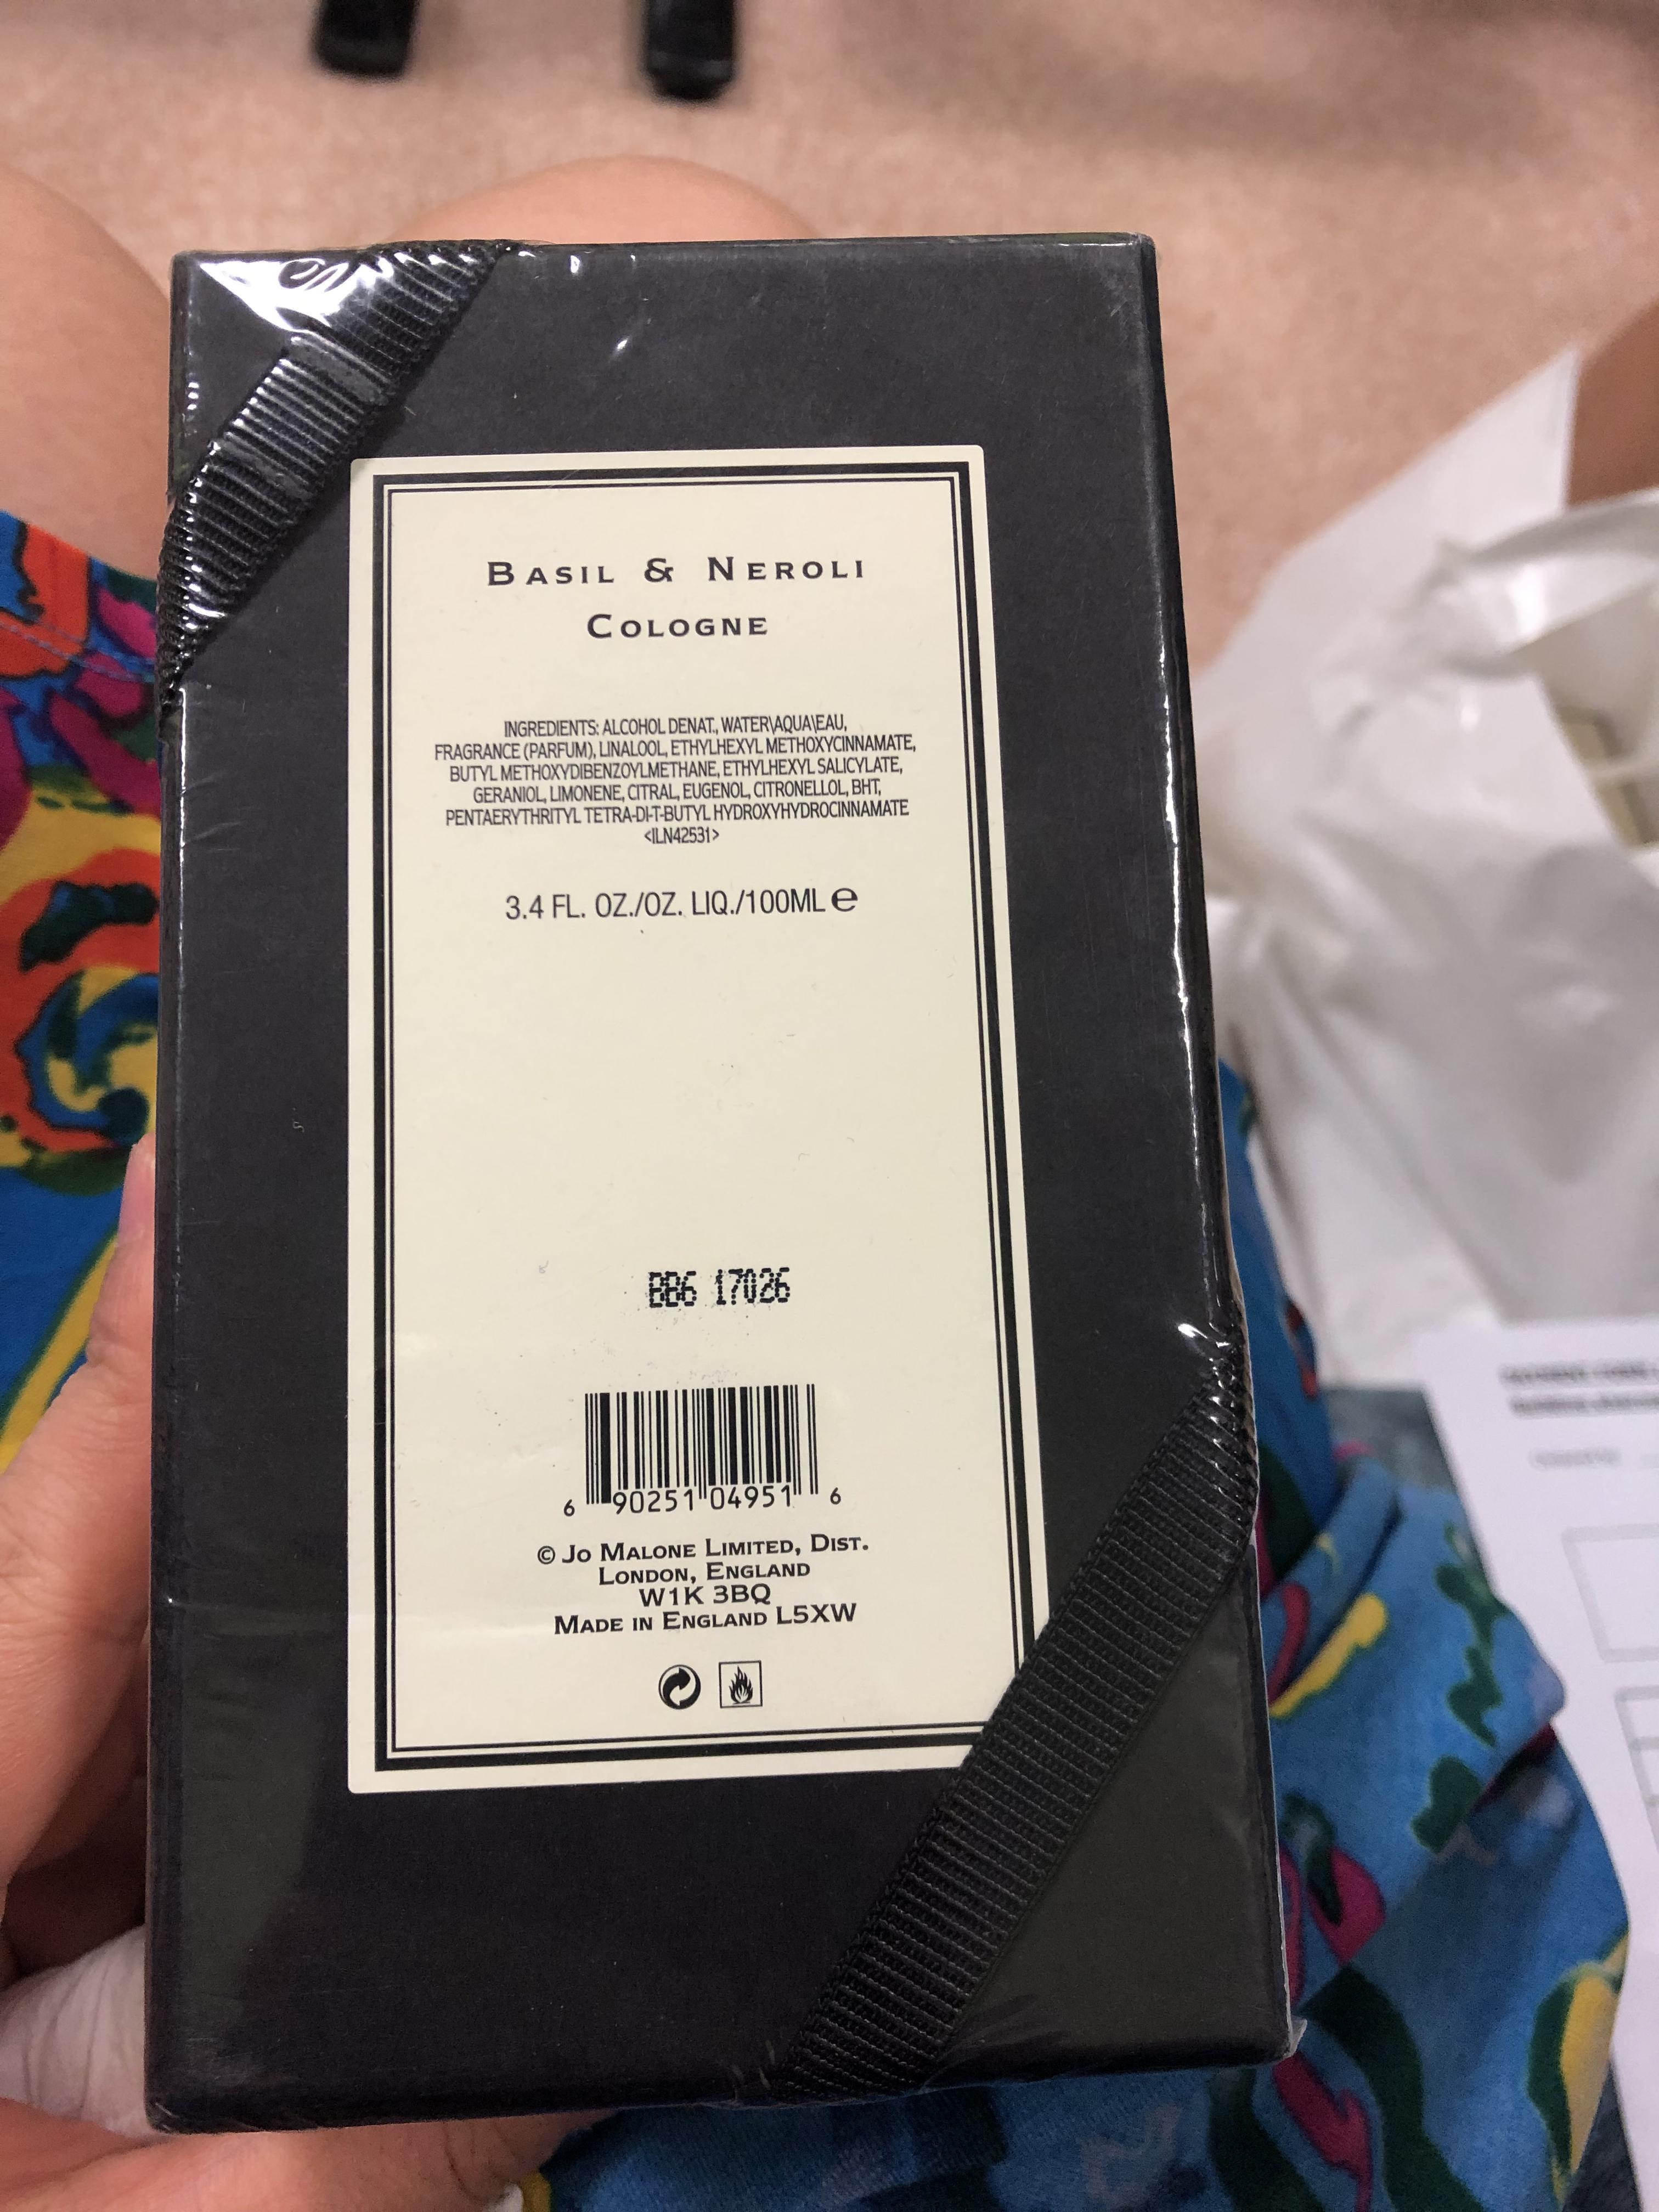 BASIL & NEROLI
COLOGNE
INGREDIENTS: ALCOHOL DENAT., WATER\AQUA\EAU,
FRAGRANCE (PARFUM), LINALOOL, ETHYLHEXYL METHOXYCINNAMATE,
BUTYL METHOXYDIBENZOYLMETHANE, ETHYLHEXYL SALICYLATE,
GERANIOL, LIMONENE, CITRAL, EUGENOL, CITRONELLOL, BHT,
PENTAERYTHRITYL TETRA-DI-T-BUTYL HYDROXYHYDROCINNAMATE
<ILN42531>
3.4 FL. OZ./OZ. LIQ./100ML ℮
BB6 17026
6 90251 04951 6
© JO MALONE LIMITED, DIST.
LONDON, ENGLAND
W1K 3BQ
MADE IN ENGLAND L5XW